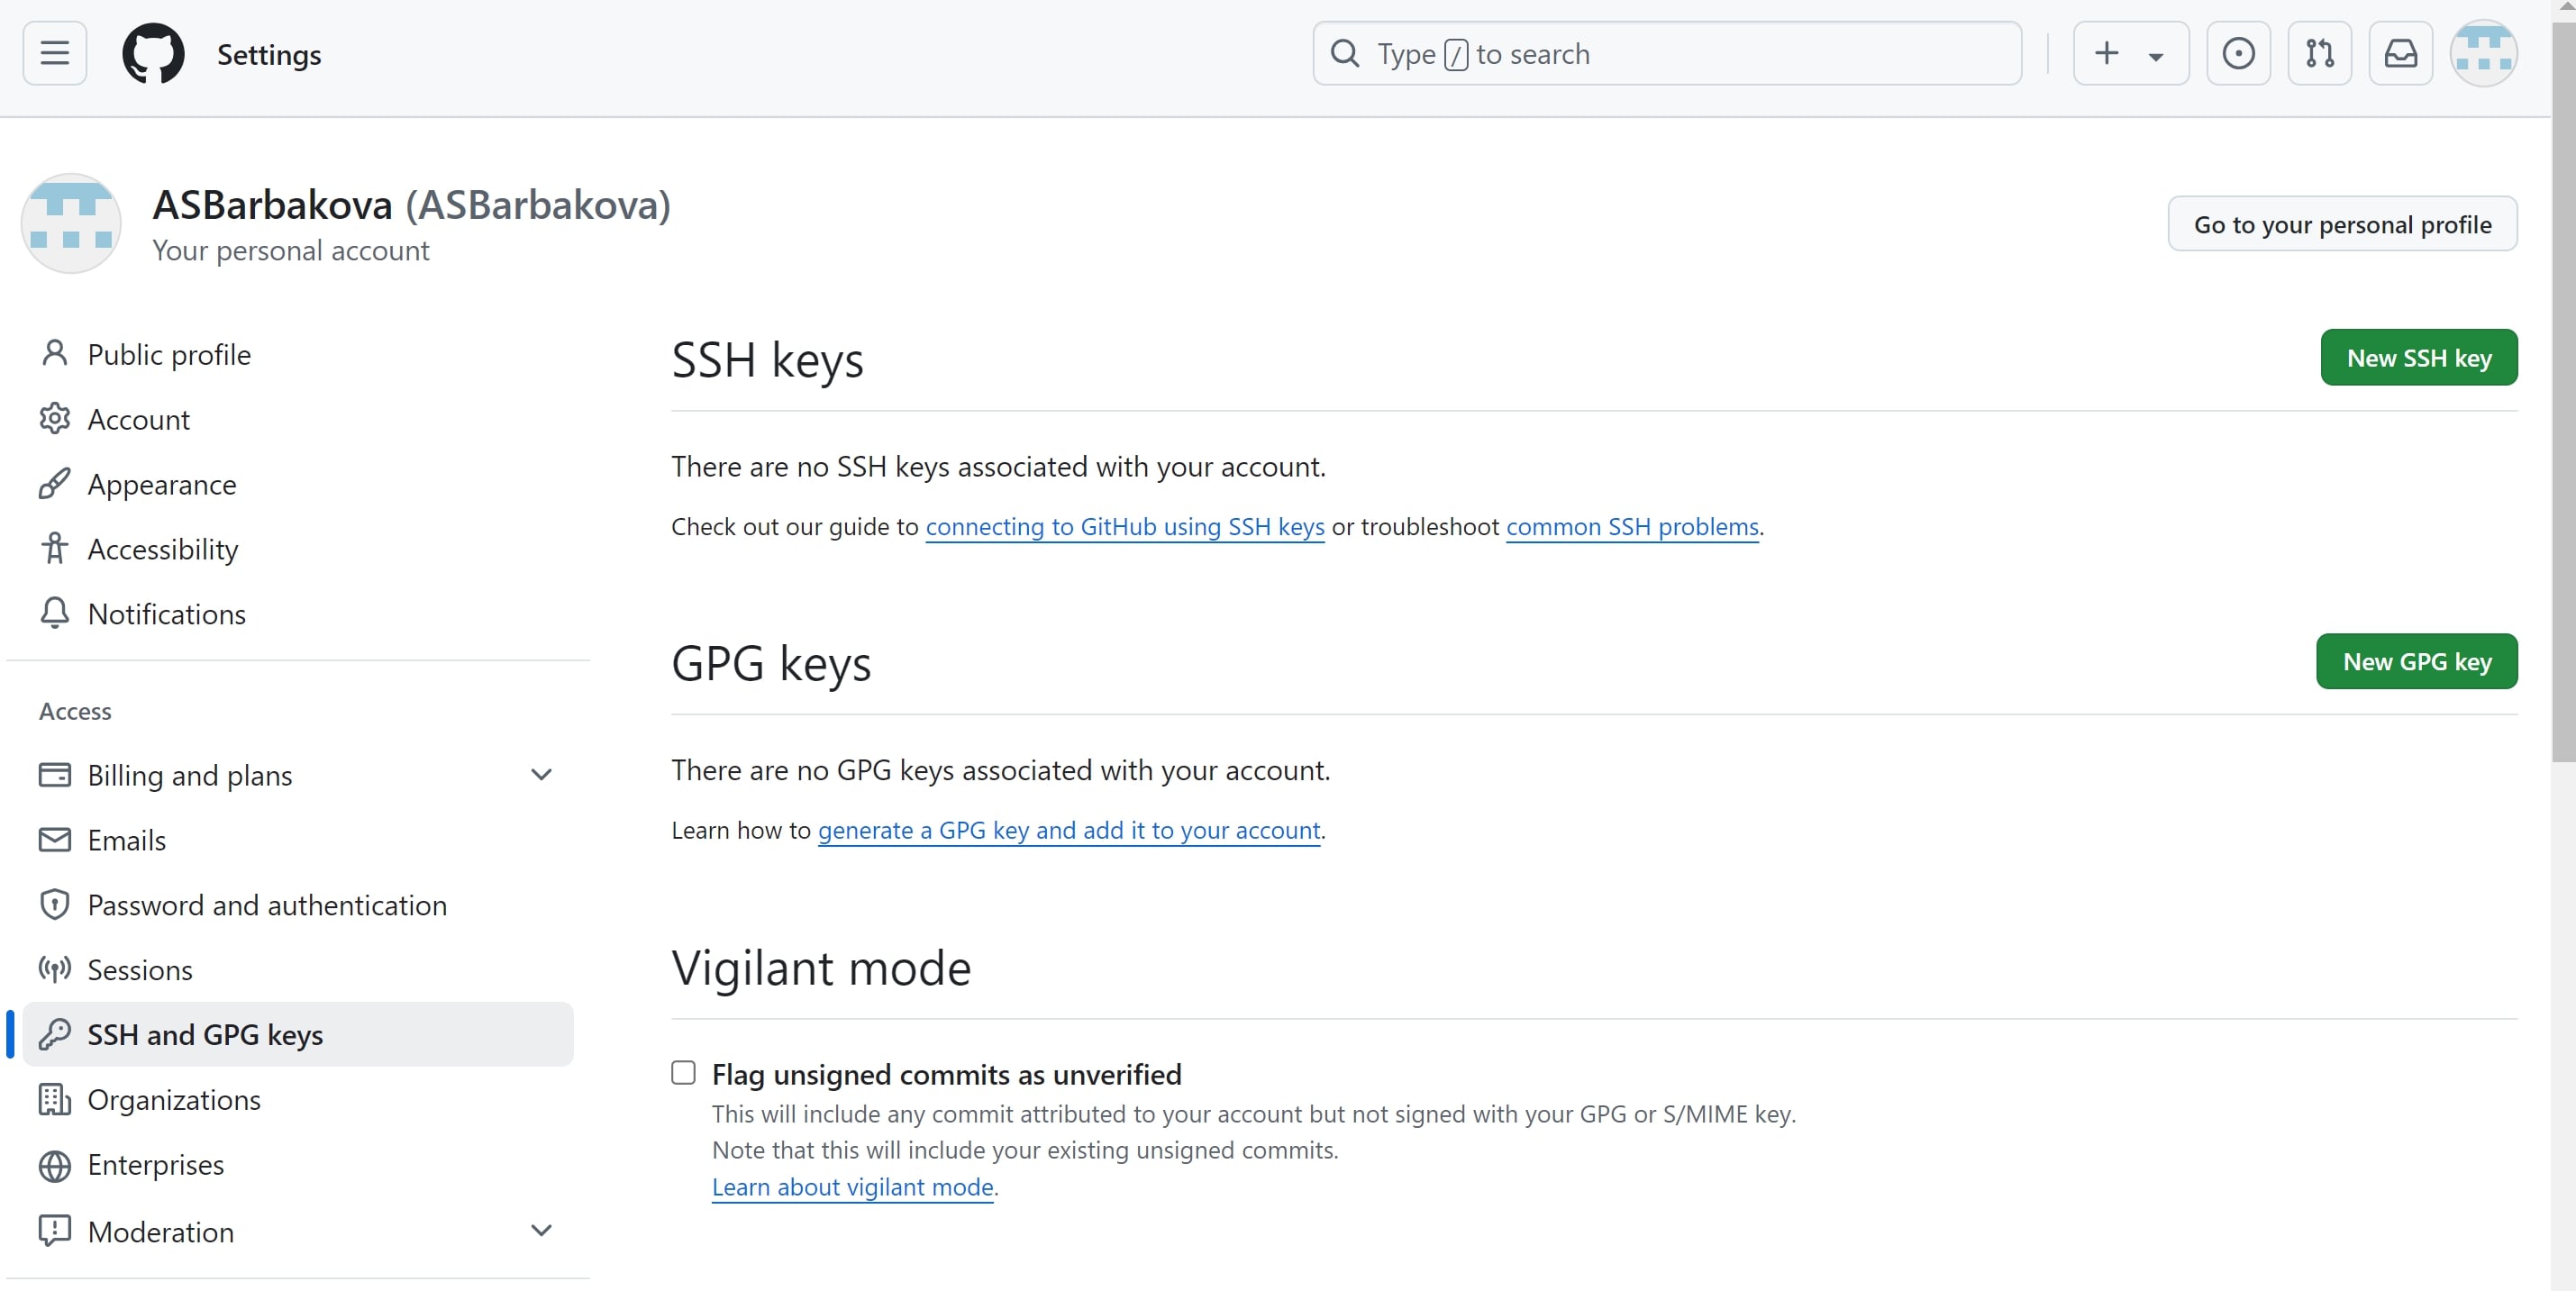 Settings
Type / to search
ASBarbakova (ASBarbakova)
Your personal account
Go to your personal profile
Public profile
Account
Appearance
Accessibility
Notifications
Access
Billing and plans
Emails
Password and authentication
Sessions
SSH and GPG keys
Organizations
Enterprises
Moderation
SSH keys
New SSH key
There are no SSH keys associated with your account.
Check out our guide to connecting to GitHub using SSH keys or troubleshoot common SSH problems.
GPG keys
New GPG key
There are no GPG keys associated with your account.
Learn how to generate a GPG key and add it to your account.
Vigilant mode
Flag unsigned commits as unverified
This will include any commit attributed to your account but not signed with your GPG or S/MIME key.
Note that this will include your existing unsigned commits.
Learn about vigilant mode.